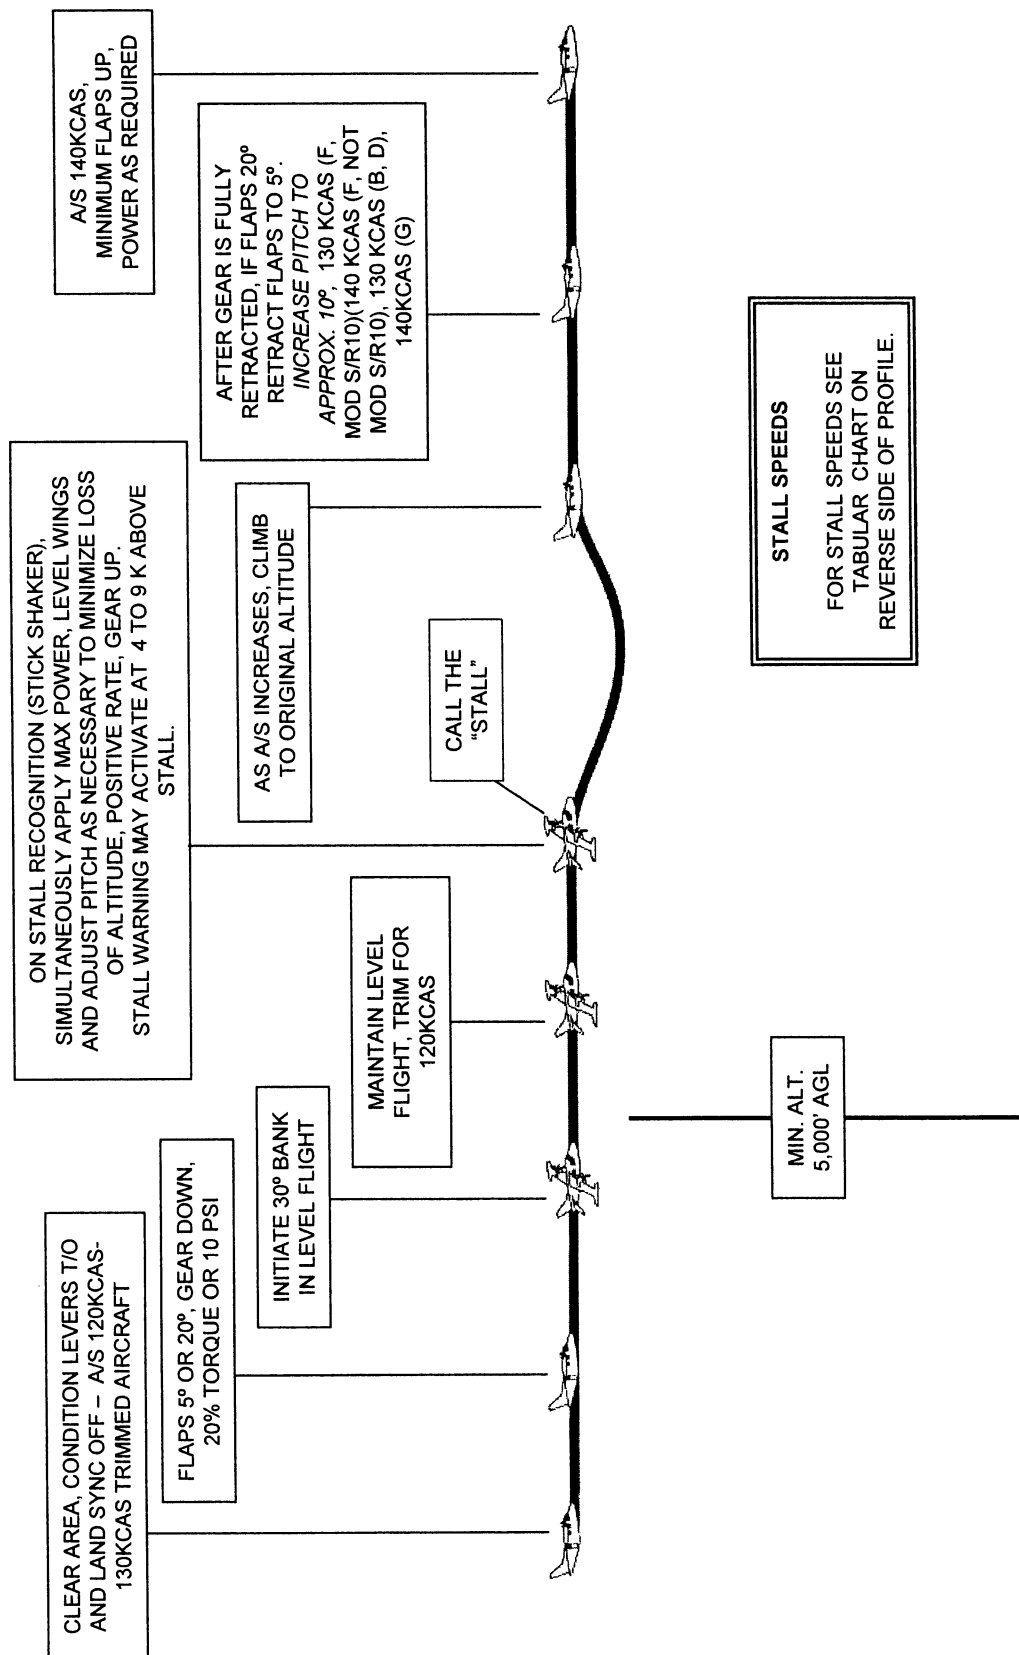 CLEAR AREA, CONDITION LEVERS T/O
AND LAND SYNC OFF – A/S 120KCAS-
130KCAS TRIMMED AIRCRAFT
FLAPS 5º OR 20º, GEAR DOWN,
20% TORQUE OR 10 PSI
INITIATE 30º BANK
IN LEVEL FLIGHT
MAINTAIN LEVEL
FLIGHT, TRIM FOR
120KCAS
ON STALL RECOGNITION (STICK SHAKER),
SIMULTANEOUSLY APPLY MAX POWER, LEVEL WINGS
AND ADJUST PITCH AS NECESSARY TO MINIMIZE LOSS
OF ALTITUDE, POSITIVE RATE, GEAR UP.
STALL WARNING MAY ACTIVATE AT 4 TO 9 K ABOVE
STALL.
CALL THE
“STALL”
AS A/S INCREASES, CLIMB
TO ORIGINAL ALTITUDE
AFTER GEAR IS FULLY
RETRACTED, IF FLAPS 20º
RETRACT FLAPS TO 5º.
INCREASE PITCH TO
APPROX. 10º, 130 KCAS (F,
MOD S/R10)(140 KCAS (F, NOT
MOD S/R10), 130 KCAS (B, D),
140KCAS (G)
A/S 140KCAS,
MINIMUM FLAPS UP,
POWER AS REQUIRED
MIN. ALT.
5,000’ AGL
STALL SPEEDS
FOR STALL SPEEDS SEE
TABULAR CHART ON
REVERSE SIDE OF PROFILE.